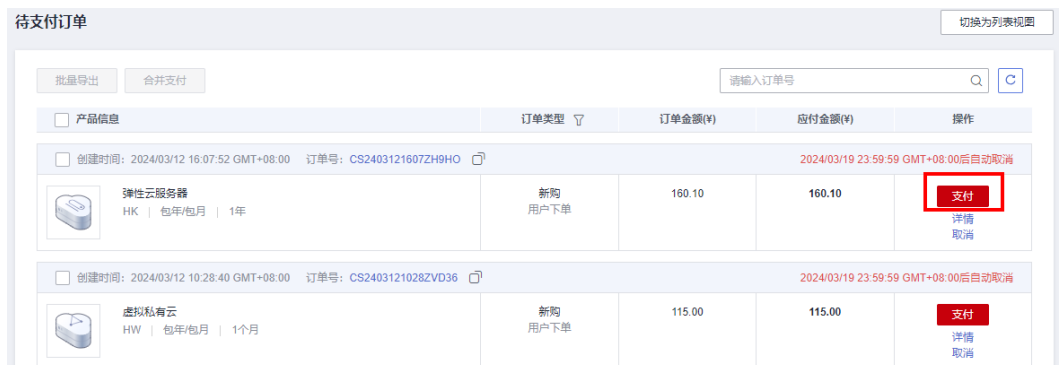 待支付订单
切换为列表视图
批量导出 合并支付 请输入订单号
产品信息 订单类型 订单金额(¥) 应付金额(¥) 操作
创建时间：2024/03/12 16:07:52 GMT+08:00 订单号：CS2403121607ZH9HO 2024/03/19 23:59:59 GMT+08:00后自动取消
弹性云服务器 新购 160.10 160.10 支付
HK | 包年/包月 | 1年 用户下单 详情
取消
创建时间：2024/03/12 10:28:40 GMT+08:00 订单号：CS2403121028ZVD36 2024/03/19 23:59:59 GMT+08:00后自动取消
虚拟私有云 新购 115.00 115.00 支付
HW | 包年/包月 | 1个月 用户下单 详情
取消